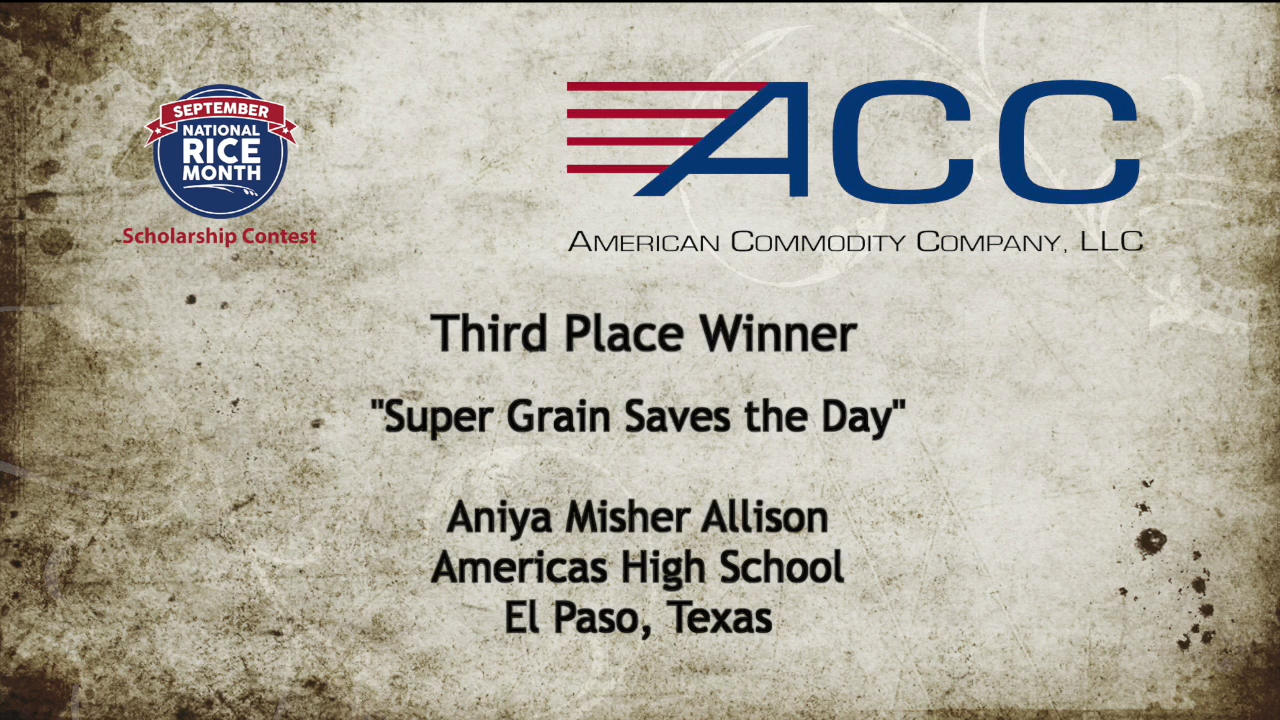 SEPTEMBER
NATIONAL
RICE
MONTH
Scholarship Contest
ACC
AMERICAN COMMODITY COMPANY, LLC
Third Place Winner
"Super Grain Saves the Day"
Aniya Misher Allison
Americas High School
El Paso, Texas